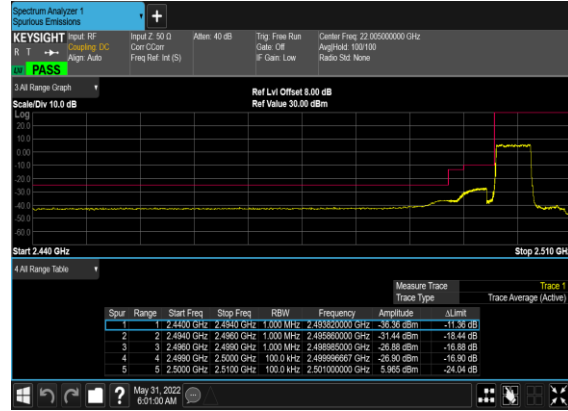 Spectrum Analyzer 1
Spurious Emissions
+
KEYSIGHT Input: RF Input Z: 50 Ω Atten: 40 dB Trig: Free Run Center Freq: 22.005000000 GHz
R T Coupling: DC Corr CCorr Gate: Off Avg|Hold: 100/100
Align: Auto Freq Ref: Int (S) IF Gain: Low Radio Std: None
PASS
3 All Range Graph
Ref Lvl Offset 8.00 dB
Scale/Div 10.0 dB Ref Value 30.00 dBm
Log
20.0
10.0
0.00
-10.0
-20.0
-30.0
-40.0
-50.0
-60.0
Start 2.440 GHz Stop 2.510 GHz
4 All Range Table
Measure Trace Trace 1
Trace Type Trace Average (Active)
Spur Range Start Freq Stop Freq RBW Frequency Amplitude ΔLimit
1 1 2.4400 GHz 2.4940 GHz 1.000 MHz 2.493820000 GHz -36.36 dBm -11.36 dB
2 2 2.4940 GHz 2.4960 GHz 1.000 MHz 2.495860000 GHz -31.44 dBm -18.44 dB
3 3 2.4960 GHz 2.4990 GHz 1.000 MHz 2.498985000 GHz -26.88 dBm -16.88 dB
4 4 2.4990 GHz 2.5000 GHz 100.0 kHz 2.499996667 GHz -26.90 dBm -16.90 dB
5 5 2.5000 GHz 2.5100 GHz 100.0 kHz 2.501000000 GHz 5.965 dBm -24.04 dB
? May 31, 2022
6:01:00 AM